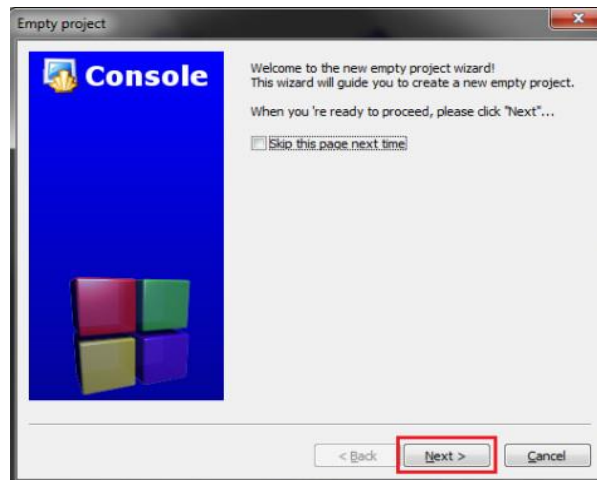 Empty project
Console
Welcome to the new empty project wizard!
This wizard will guide you to create a new empty project.
When you 're ready to proceed, please click "Next"...
Skip this page next time
< Back
Next >
Cancel